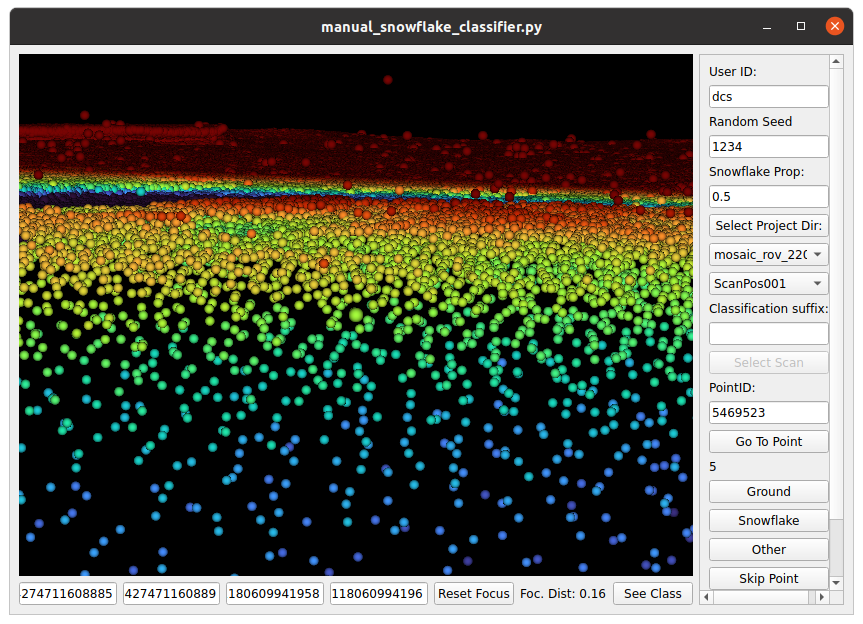 manual_snowflake_classifier.py
User ID:
dcs
Random Seed
1234
Snowflake Prop:
0.5
Select Project Dir:
mosaic_rov_220
ScanPos001
Classification suffix:
Select Scan
PointID:
5469523
Go To Point
5
Ground
Snowflake
Other
Skip Point
274711608885 427471160889 180609941958 118060994196 Reset Focus Foc. Dist: 0.16 See Class